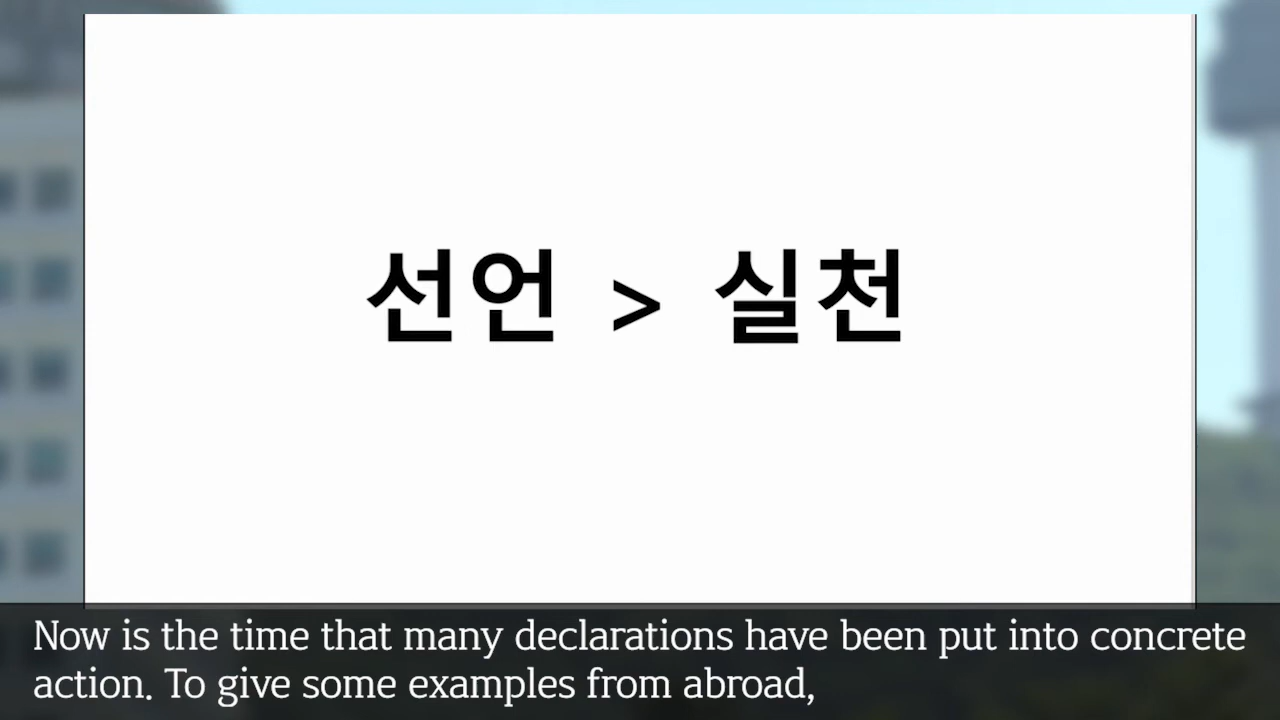 선언 > 실천
Now is the time that many declarations have been put into concrete
action. To give some examples from abroad,